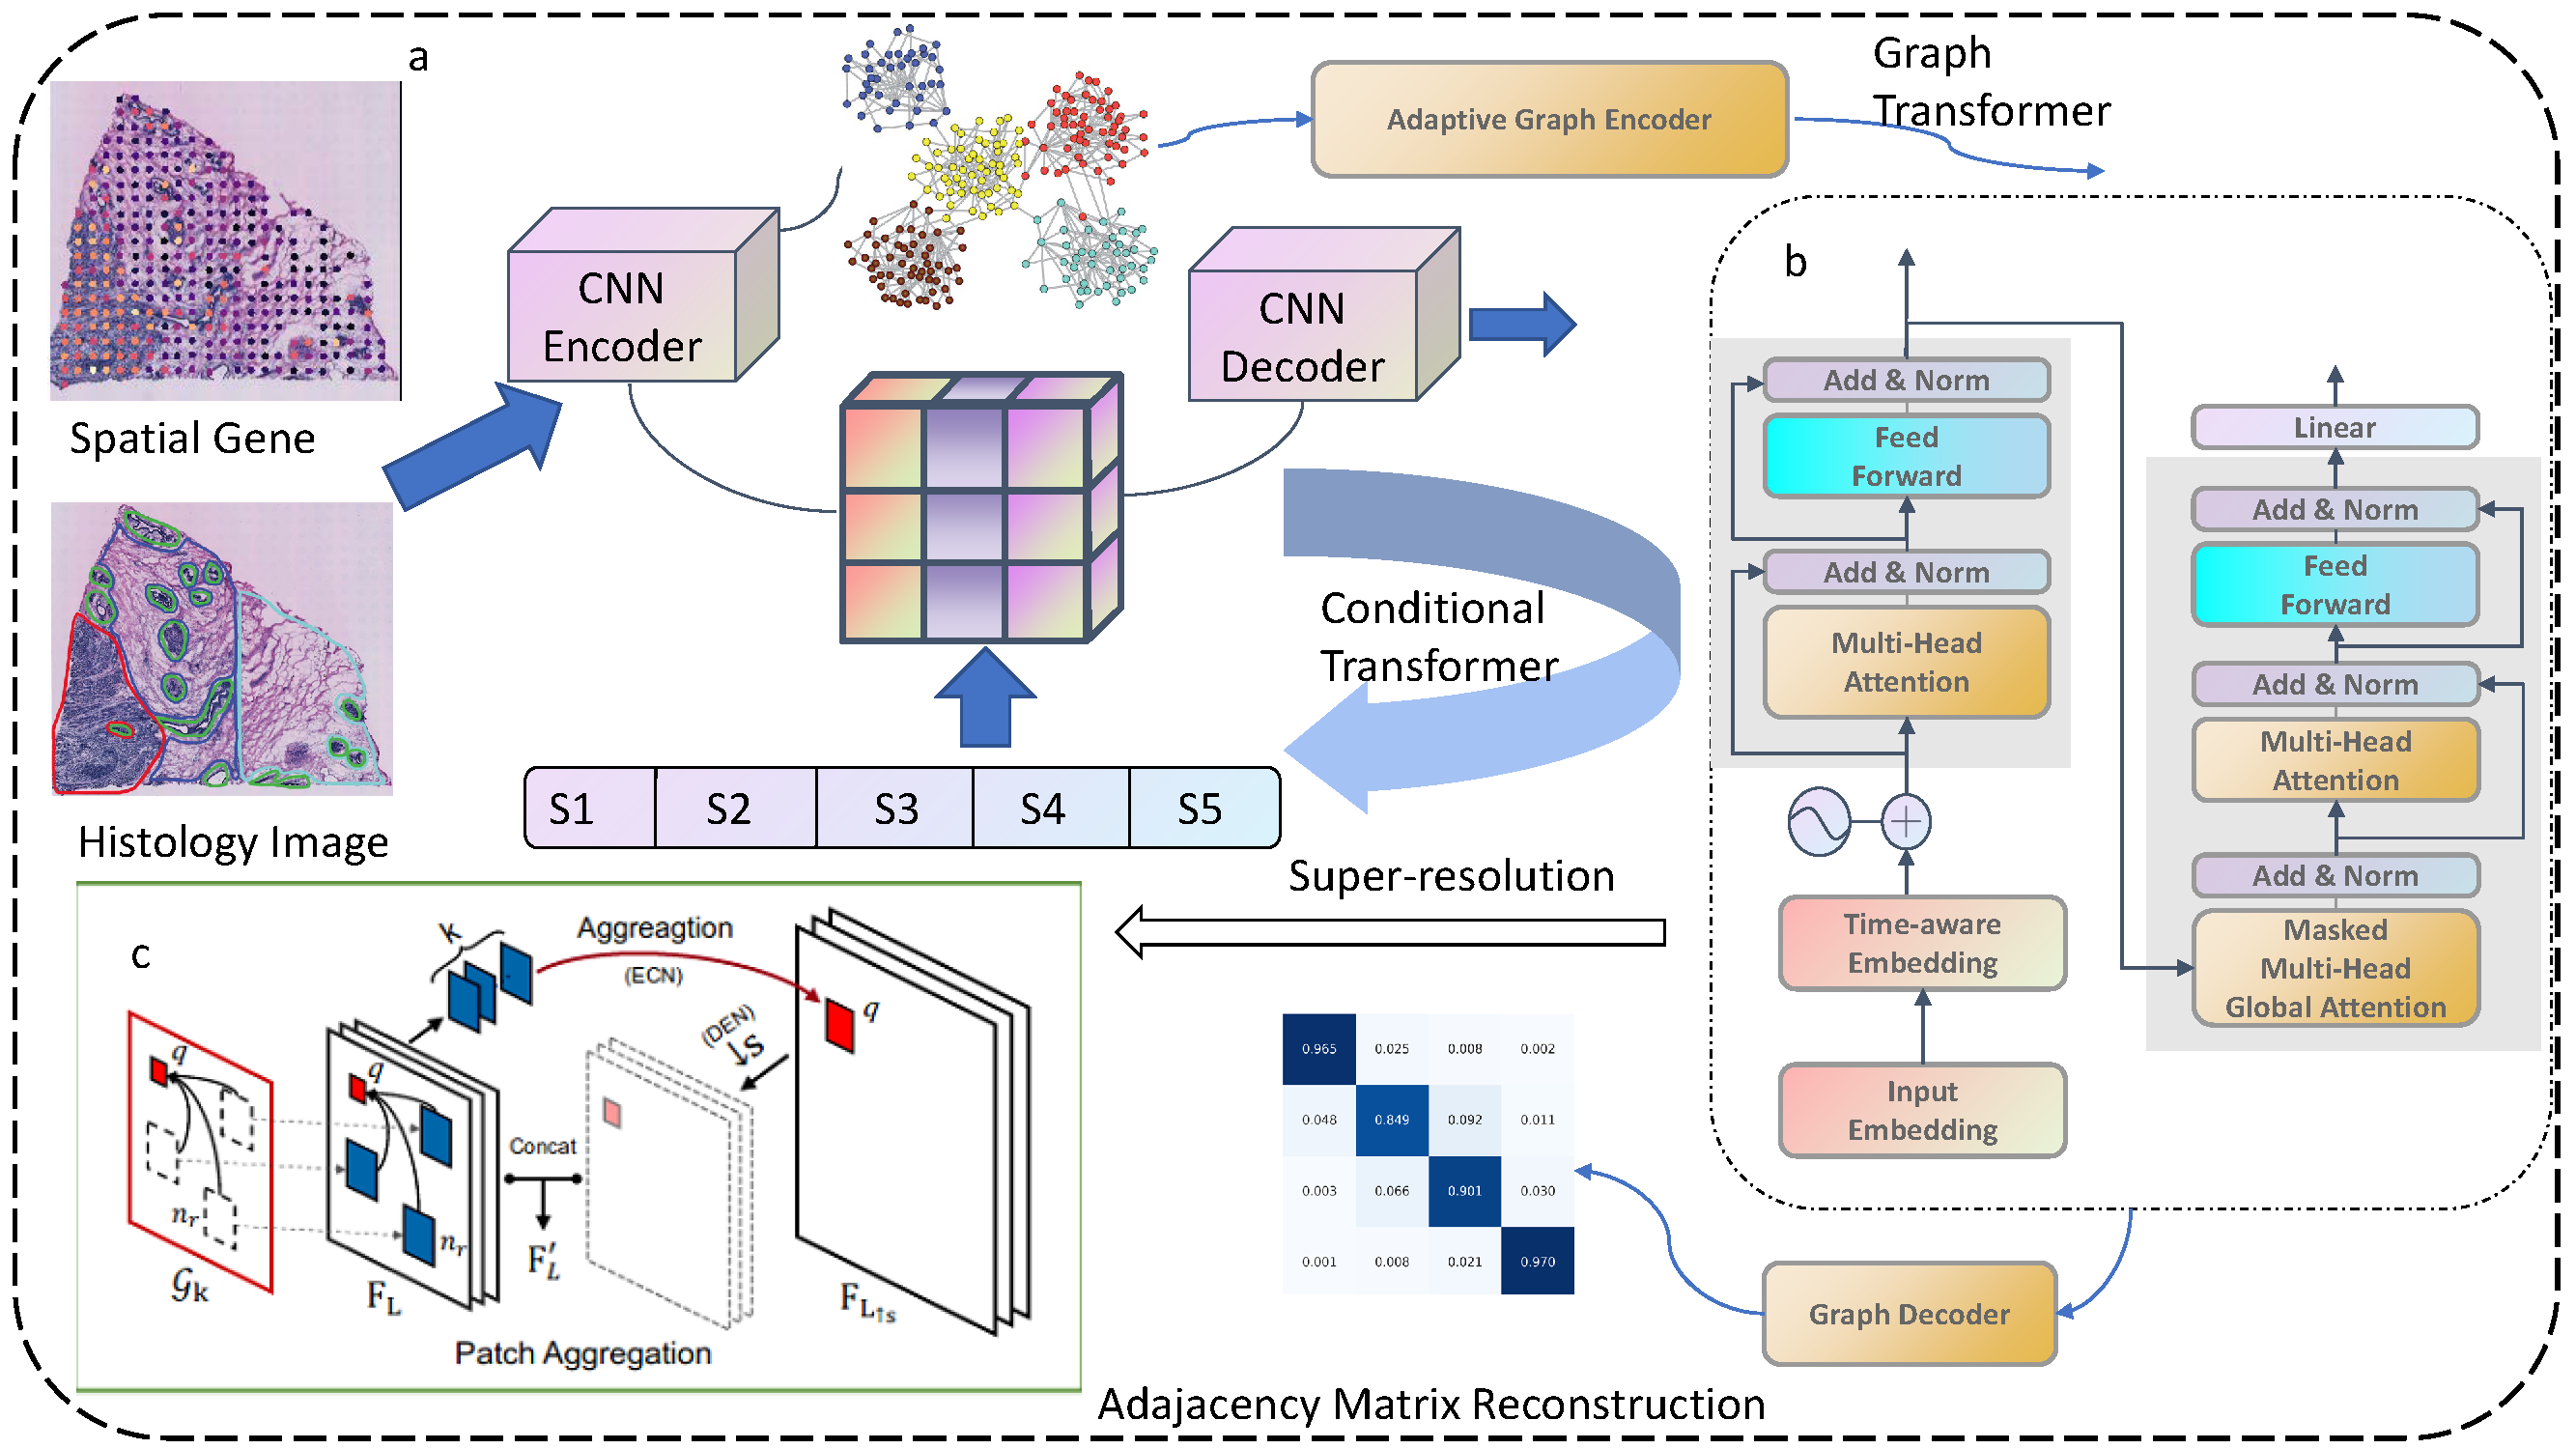 a
Spatial Gene
Histology Image
CNN
Encoder
CNN
Decoder
Adaptive Graph Encoder
Graph
Transformer
Conditional
Transformer
S1 S2 S3 S4 S5
Super-resolution
b
Add & Norm
Feed
Forward
Add & Norm
Multi-Head
Attention
Time-aware
Embedding
Input
Embedding
Linear
Add & Norm
Feed
Forward
Add & Norm
Multi-Head
Attention
Add & Norm
Masked
Multi-Head
Global Attention
c
k
Aggreagtion
(ECN)
q
(DEN)
↓s
q
q
Concat
n_r
n_r
F'_L
𝒢_k
F_L
F_L↑s
Patch Aggregation
0.965 0.025 0.008 0.002
0.048 0.849 0.092 0.011
0.003 0.066 0.901 0.030
0.001 0.008 0.021 0.970
Graph Decoder
Adajacency Matrix Reconstruction